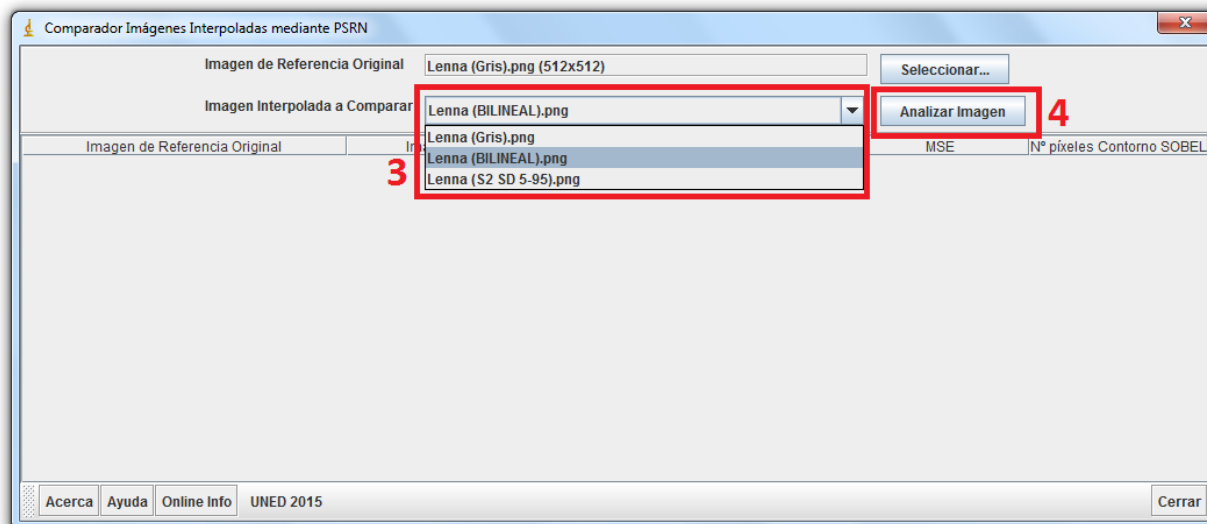 Comparador Imágenes Interpoladas mediante PSRN
X
Imagen de Referencia Original Lenna (Gris).png (512x512) Seleccionar...
Imagen Interpolada a Comparar Lenna (BILINEAL).png Analizar Imagen 4
Lenna (Gris).png
Imagen de Referencia Original MSE Nº píxeles Contorno SOBEL
Lenna (BILINEAL).png
3 Lenna (S2 SD 5-95).png
Acerca Ayuda Online Info UNED 2015 Cerrar